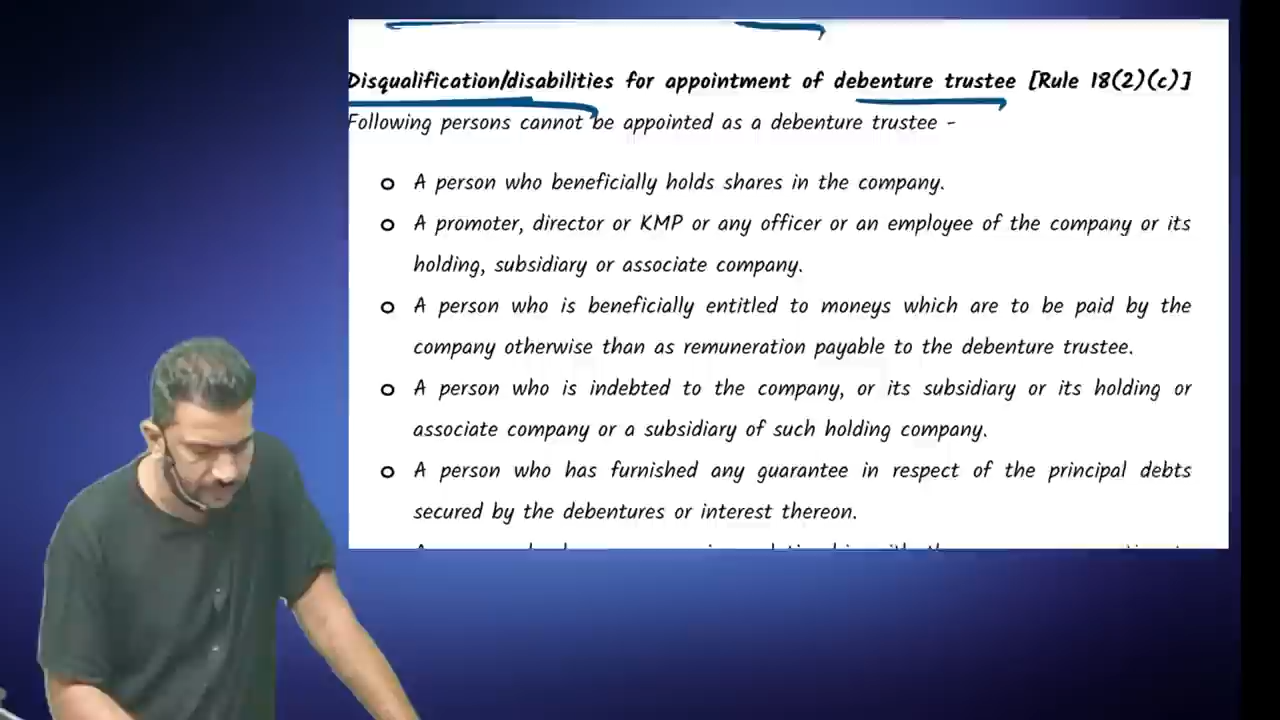 Disqualification/disabilities for appointment of debenture trustee [Rule 18(2)(c)]
Following persons cannot be appointed as a debenture trustee -
o A person who beneficially holds shares in the company.
o A promoter, director or KMP or any officer or an employee of the company or its
holding, subsidiary or associate company.
o A person who is beneficially entitled to moneys which are to be paid by the
company otherwise than as remuneration payable to the debenture trustee.
o A person who is indebted to the company, or its subsidiary or its holding or
associate company or a subsidiary of such holding company.
o A person who has furnished any guarantee in respect of the principal debts
secured by the debentures or interest thereon.